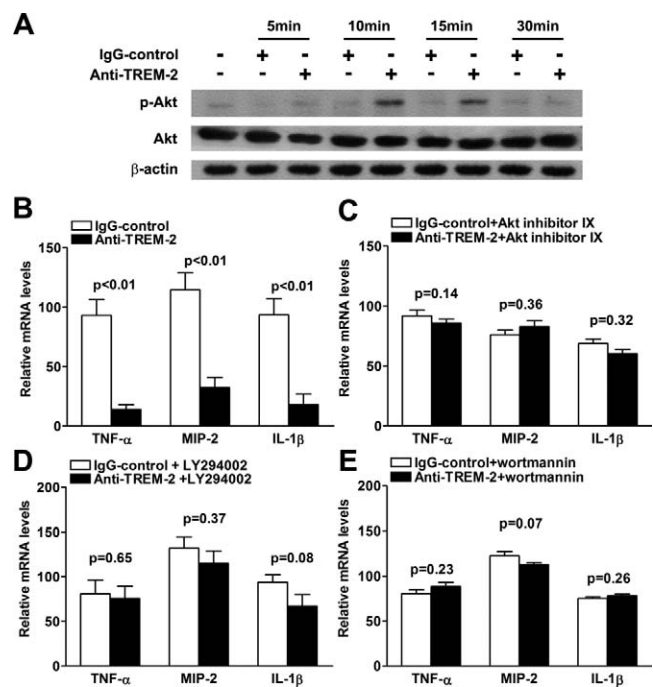 A
5min 10min 15min 30min
IgG-control - + - + - + - + -
Anti-TREM-2 - - + - + - + - +
p-Akt
Akt
β-actin
B
IgG-control
Anti-TREM-2
Relative mRNA levels
150
100
50
0
p<0.01
p<0.01
p<0.01
TNF-α MIP-2 IL-1β
C
IgG-control+Akt inhibitor IX
Anti-TREM-2+Akt inhibitor IX
Relative mRNA levels
150
100
50
0
p=0.14
p=0.36
p=0.32
TNF-α MIP-2 IL-1β
D
IgG-control + LY294002
Anti-TREM-2 +LY294002
Relative mRNA levels
200
150
100
50
0
p=0.65
p=0.37
p=0.08
TNF-α MIP-2 IL-1β
E
IgG-control+wortmannin
Anti-TREM-2+wortmannin
Relative mRNA levels
200
150
100
50
0
p=0.23
p=0.07
p=0.26
TNF-α MIP-2 IL-1β